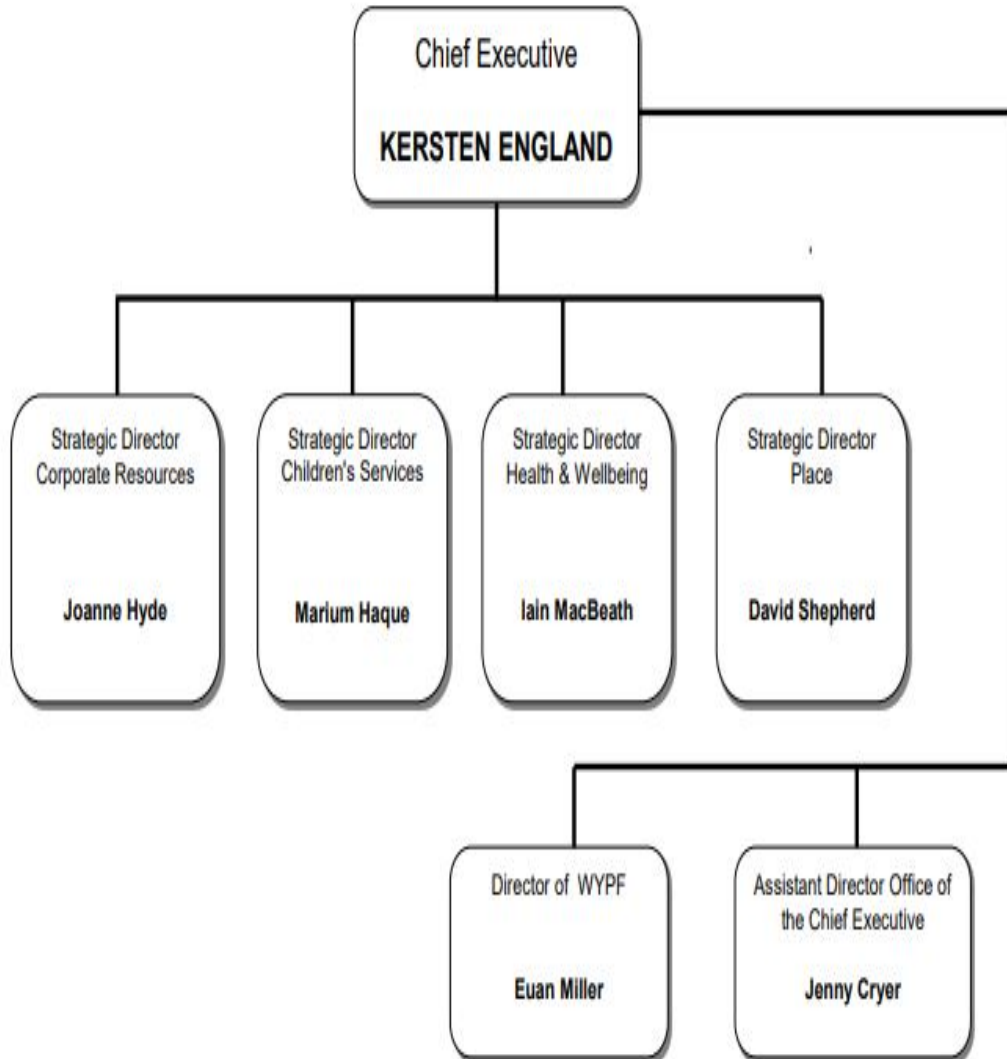 Chief Executive
KERSTEN ENGLAND
Strategic Director
Corporate Resources
Joanne Hyde
Strategic Director
Children's Services
Marium Haque
Strategic Director
Health & Wellbeing
Iain MacBeath
Strategic Director
Place
David Shepherd
Director of WYPF
Euan Miller
Assistant Director Office of
the Chief Executive
Jenny Cryer